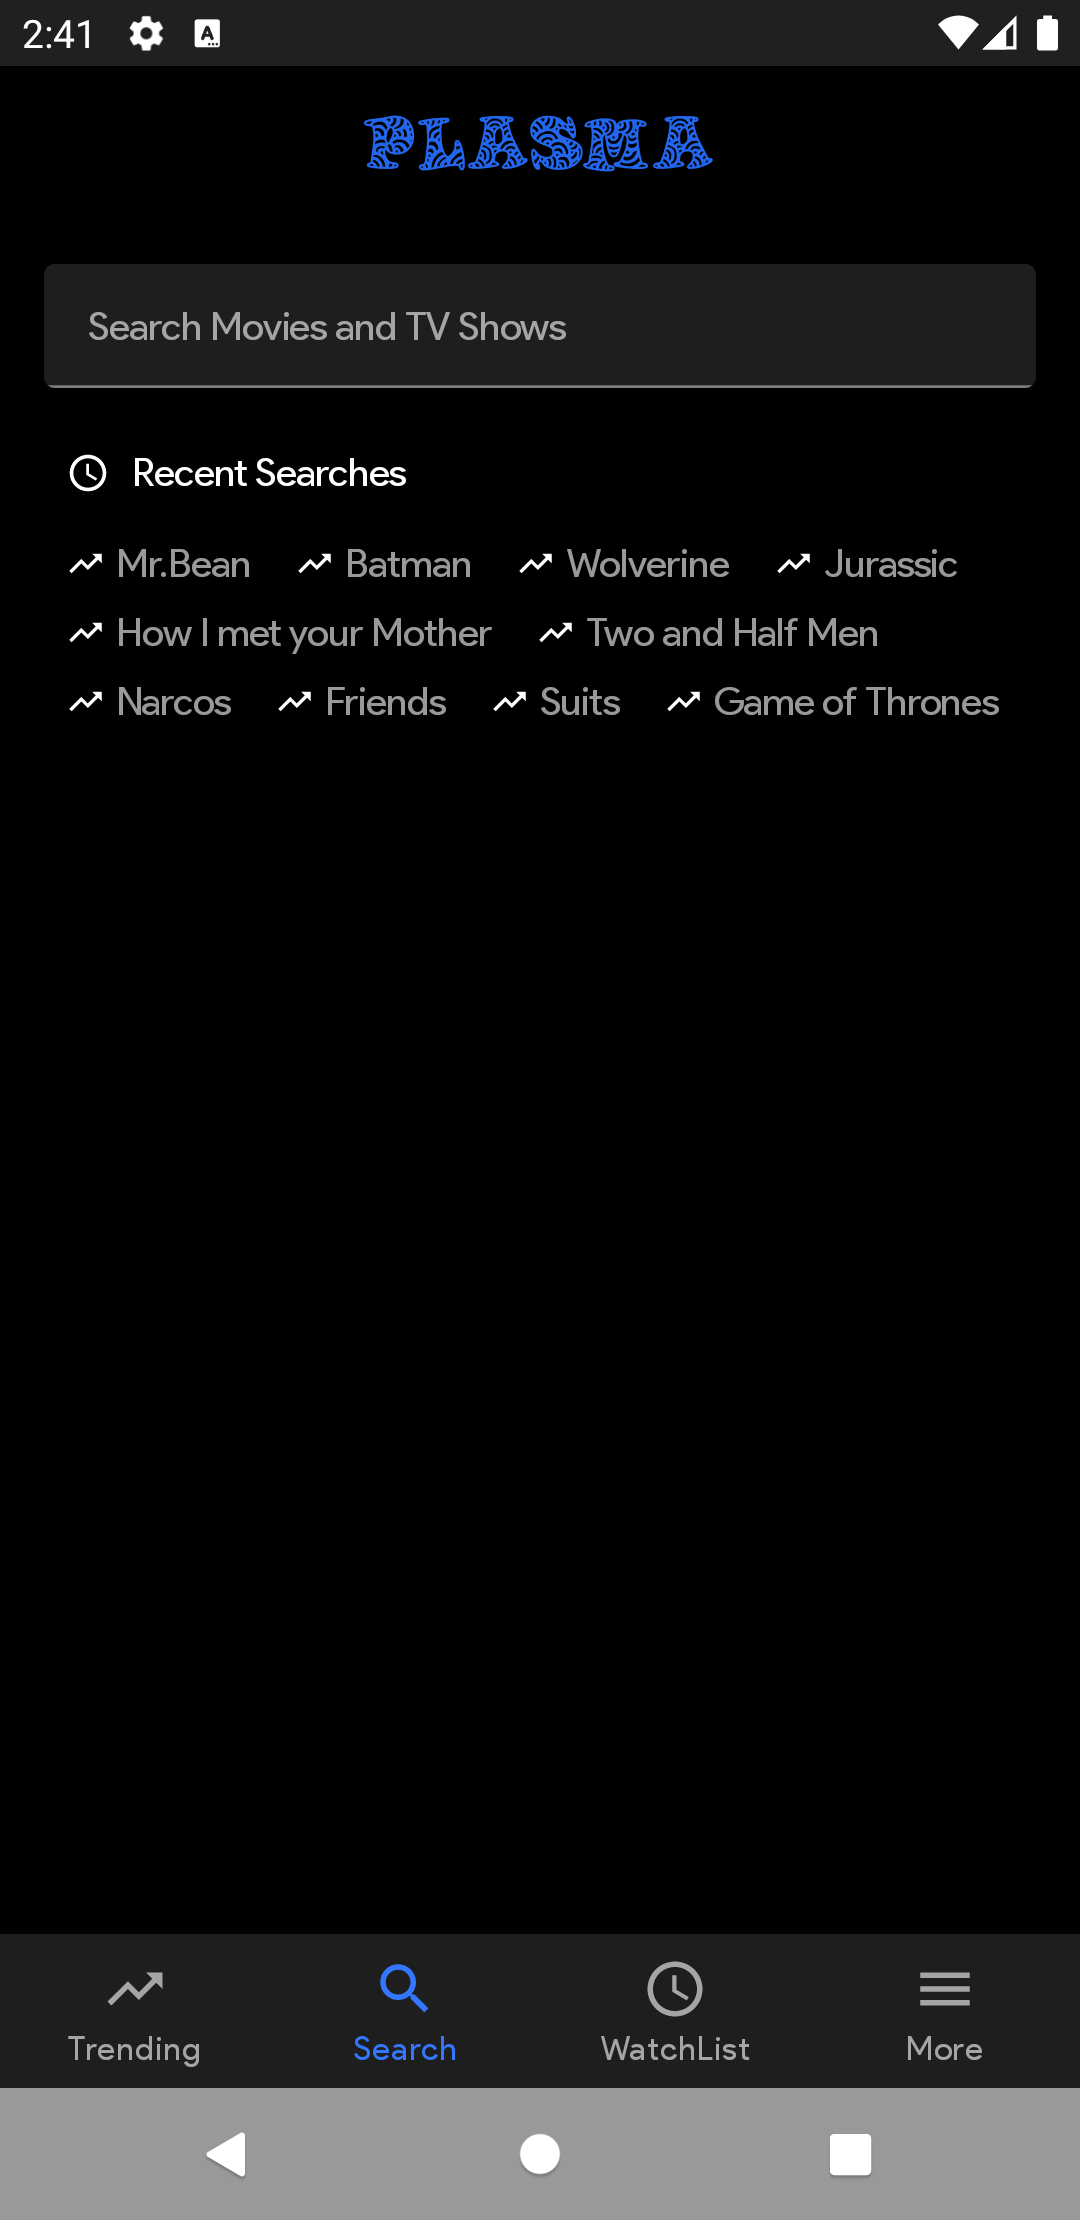 2:41
PLASMA
Search Movies and TV Shows
Recent Searches
Mr.Bean Batman Wolverine Jurassic
How I met your Mother Two and Half Men
Narcos Friends Suits Game of Thrones
Trending Search WatchList More